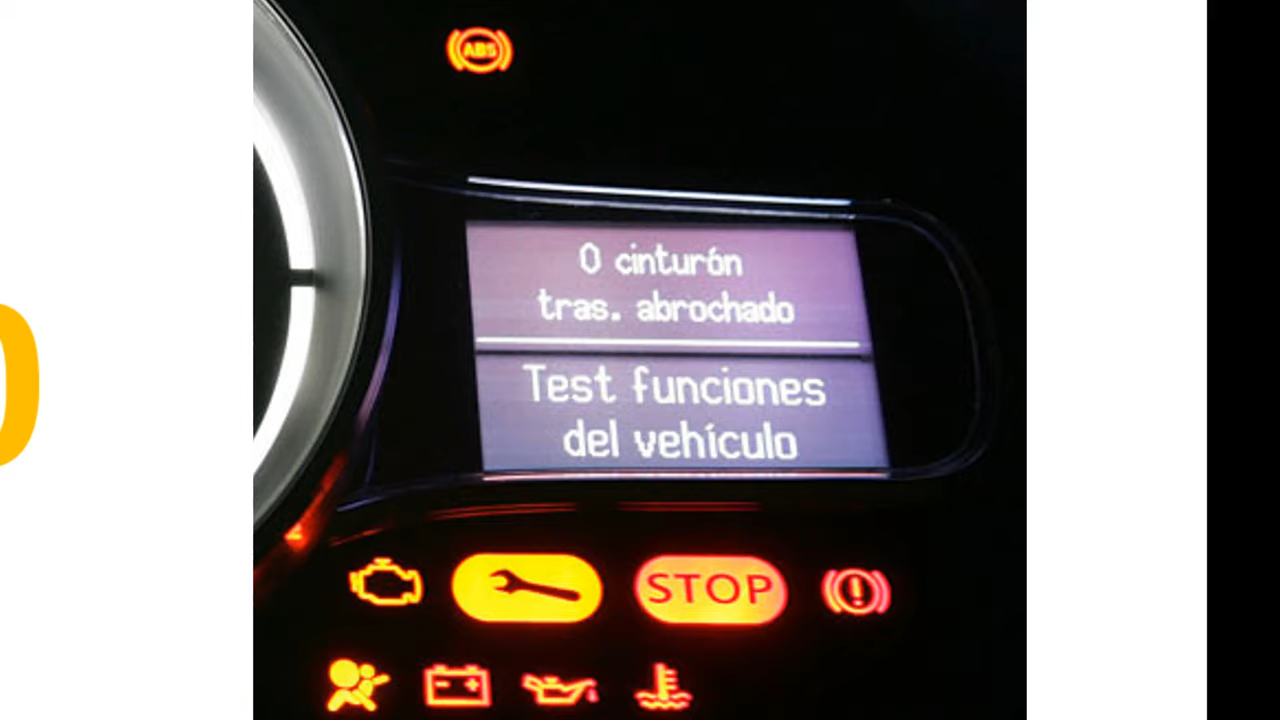 ABS
0 cinturón
tras. abrochado
Test funciones
del vehículo
STOP